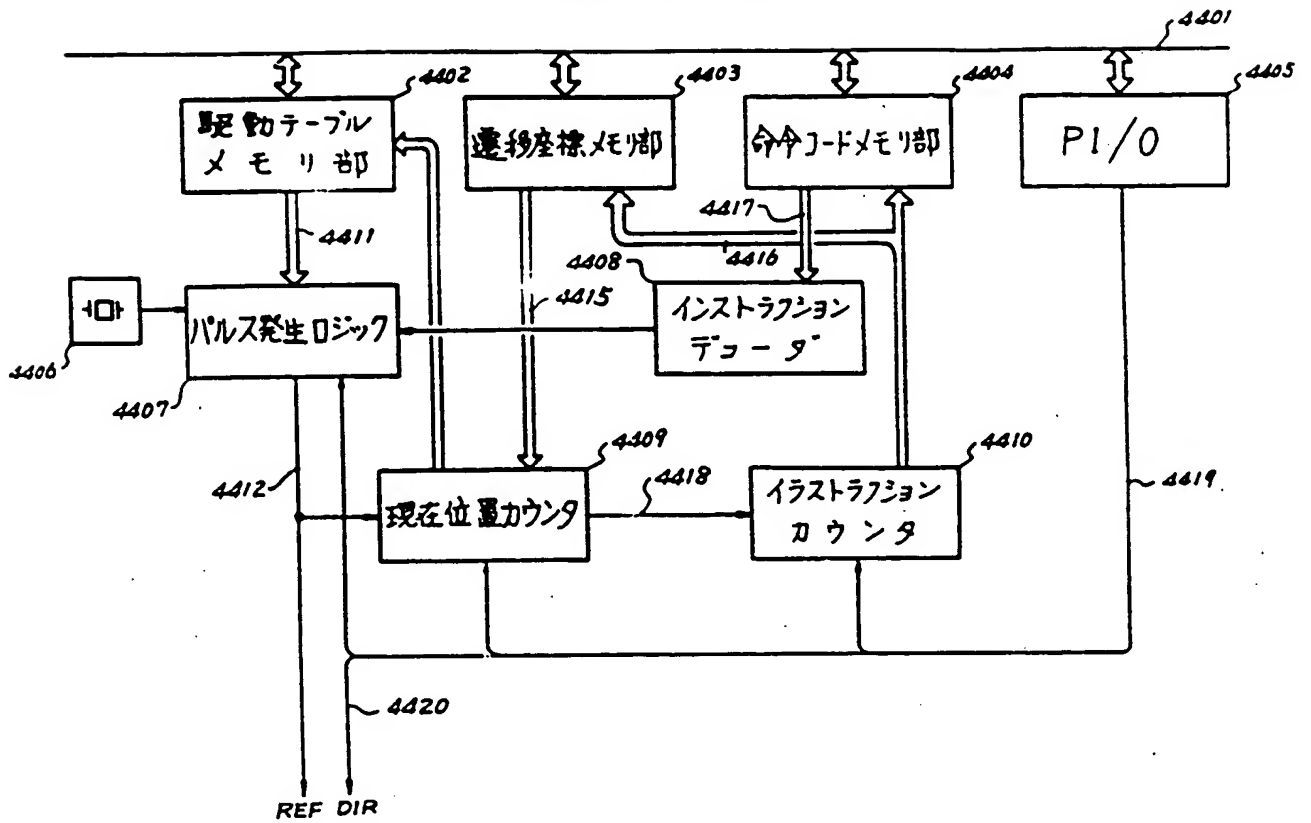 4401
4402
4403
4404
4405
駆動テーブル
メモリ部
遷移座標メモリ部
命令コードメモリ部
PI/O
4411
4417
4416
4408
4415
インストラクション
デコーダ
パルス発生ロジック
4406
4407
4409
4410
4412
現在位置カウンタ
4418
イラストラクション
カウンタ
4419
4420
REF DIR